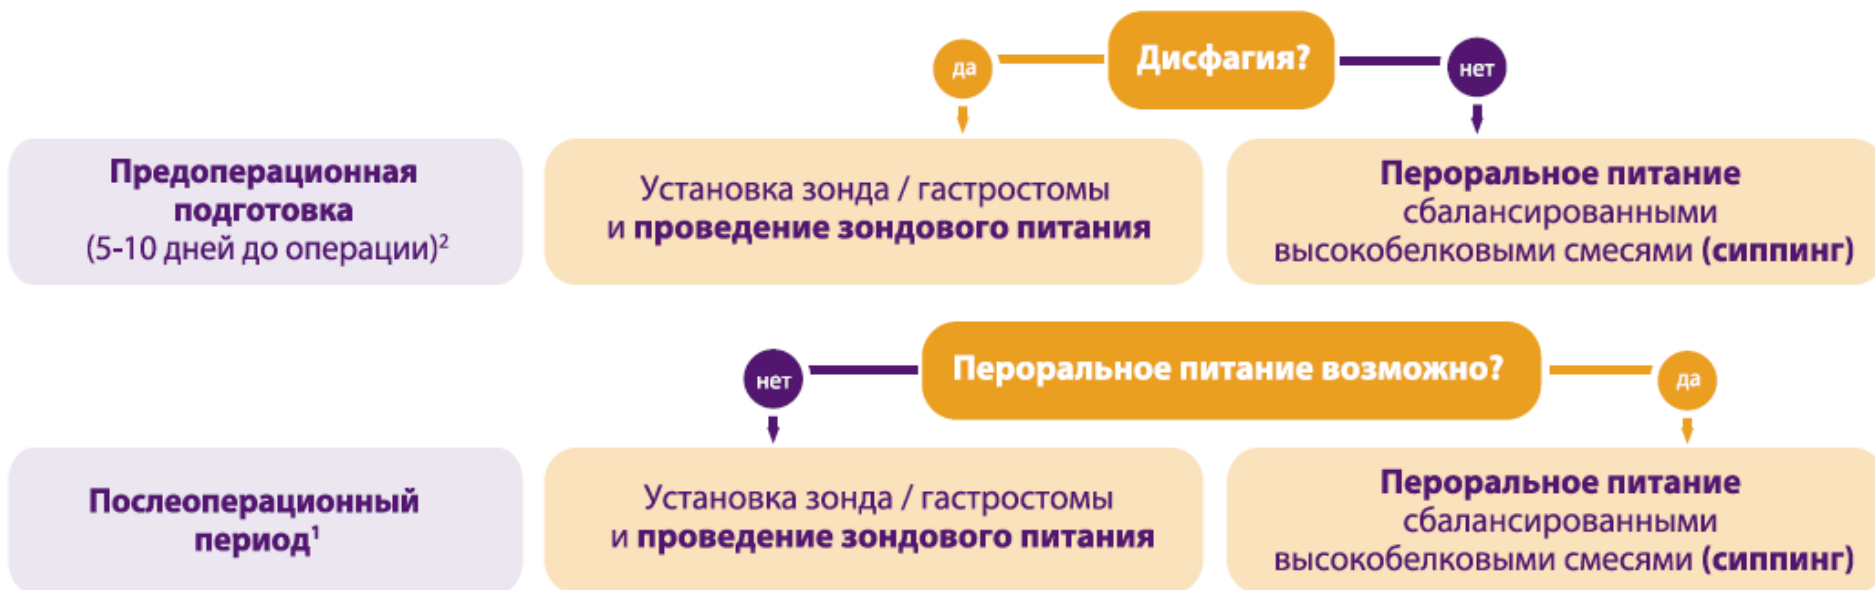 Дисфагия?
да
нет
Предоперационная
подготовка
(5-10 дней до операции)²
Установка зонда / гастростомы
и проведение зондового питания
Пероральное питание
сбалансированными
высокобелковыми смесями (сиппинг)
Пероральное питание возможно?
нет
да
Послеоперационный
период¹
Установка зонда / гастростомы
и проведение зондового питания
Пероральное питание
сбалансированными
высокобелковыми смесями (сиппинг)